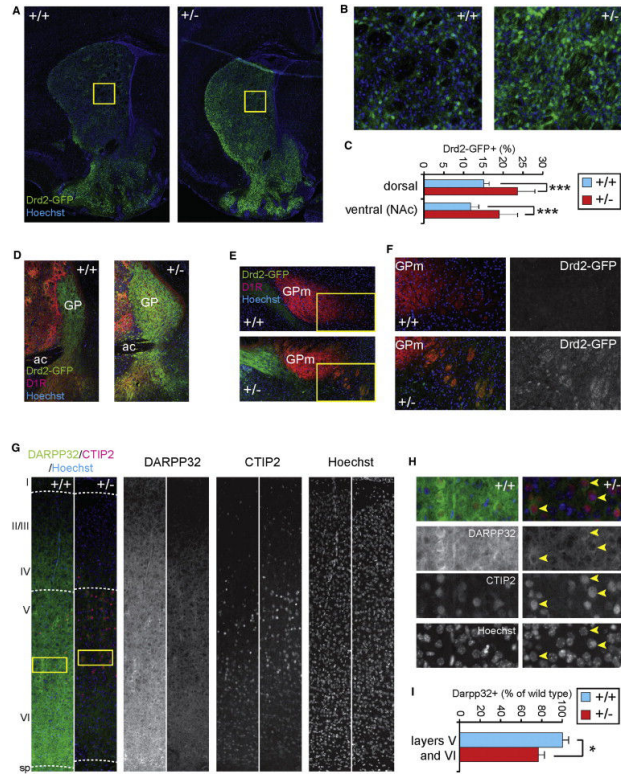 A
+/+
+/-
Drd2-GFP
Hoechst
B
+/+
+/-
C
Drd2-GFP+ (%)
0 5 10 15 20 25 30
dorsal
***
ventral (NAc)
***
+/+
+/-
D
+/+
+/-
GP
GP
ac
ac
Drd2-GFP
D1R
Hoechst
E
Drd2-GFP
D1R
Hoechst
GPm
+/+
GPm
+/-
F
GPm
Drd2-GFP
+/+
GPm
Drd2-GFP
+/-
G
DARPP32/CTIP2
/Hoechst
DARPP32
CTIP2
Hoechst
+/+
+/-
I
II/III
IV
V
VI
sp
H
+/+
+/-
DARPP32
CTIP2
Hoechst
I
Darpp32+ (% of wild type)
0 20 40 60 80 100
layers V
and VI
*
+/+
+/-